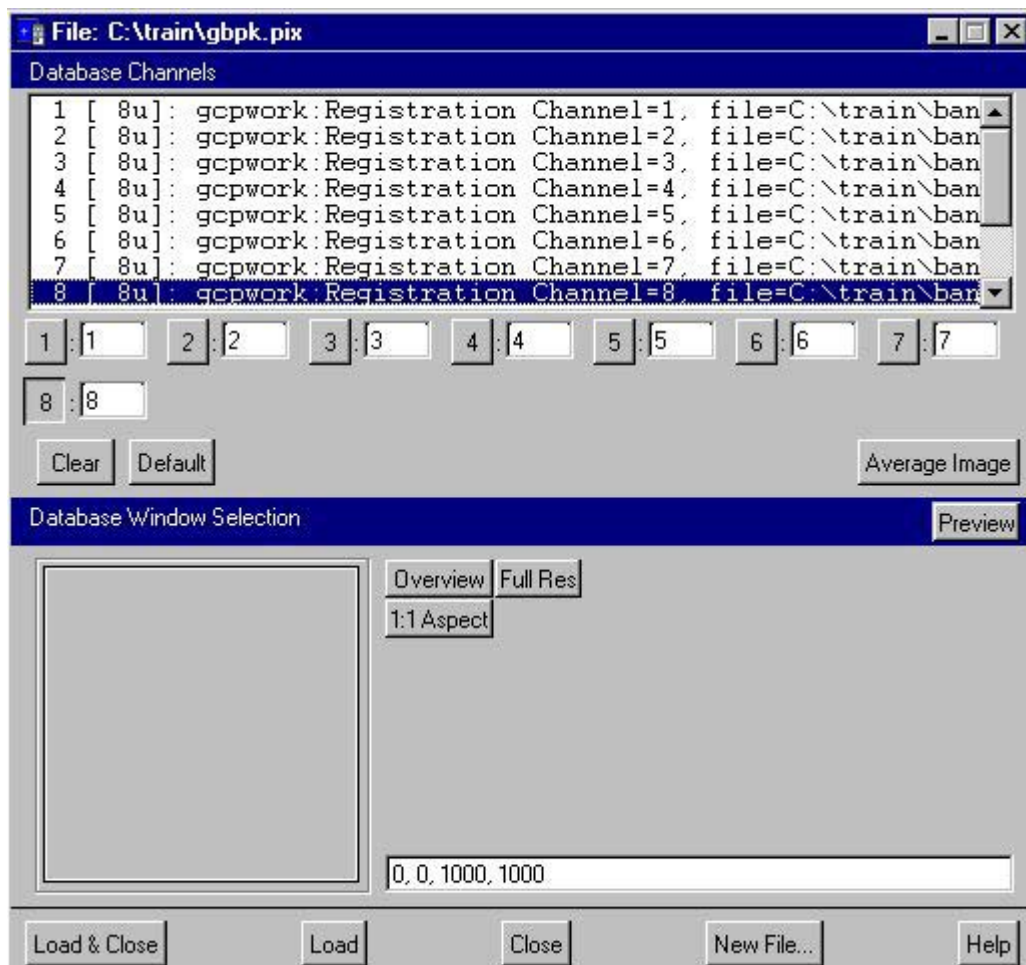 File: C:\train\gbpk.pix
Database Channels
1 [ 8u]: gcpwork:Registration Channel=1, file=C:\train\ban
2 [ 8u]: gcpwork:Registration Channel=2, file=C:\train\ban
3 [ 8u]: gcpwork:Registration Channel=3, file=C:\train\ban
4 [ 8u]: gcpwork:Registration Channel=4, file=C:\train\ban
5 [ 8u]: gcpwork:Registration Channel=5, file=C:\train\ban
6 [ 8u]: gcpwork:Registration Channel=6, file=C:\train\ban
7 [ 8u]: gcpwork:Registration Channel=7, file=C:\train\ban
8 [ 8u]: gcpwork:Registration Channel=8, file=C:\train\ban
1 :1 2 :2 3 :3 4 :4 5 :5 6 :6 7 :7
8 :8
Clear Default Average Image
Database Window Selection Preview
Overview Full Res
1:1 Aspect
0, 0, 1000, 1000
Load & Close Load Close New File... Help